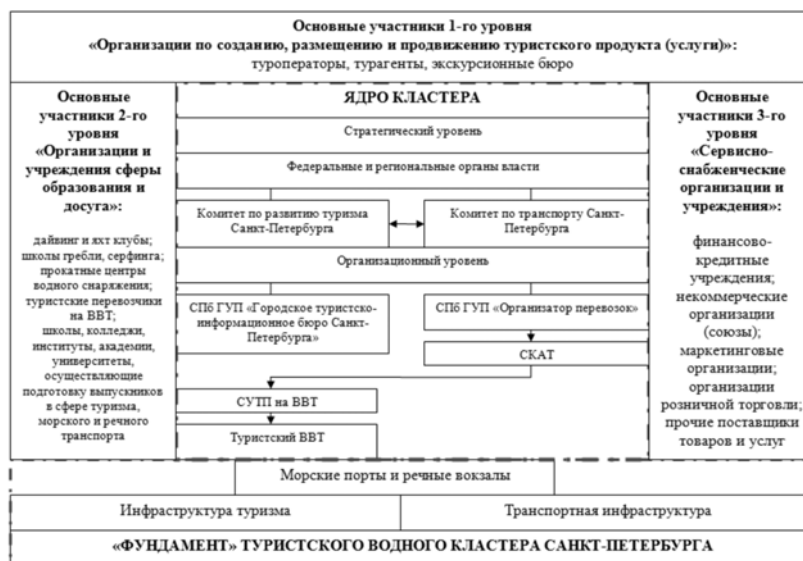 Основные участники 1-го уровня
«Организации по созданию, размещению и продвижению туристского продукта (услуги)»:
туроператоры, турагенты, экскурсионные бюро
Основные
участники 2-го
уровня
«Организации и
учреждения сферы
образования и
досуга»:
дайвинг и яхт клубы;
школы гребли, серфинга;
прокатные центры
водного снаряжения;
туристские перевозчики
на ВВТ;
школы, колледжи,
институты, академии,
университеты,
осуществляющие
подготовку выпускников
в сфере туризма,
морского и речного
транспорта
ЯДРО КЛАСТЕРА
Стратегический уровень
Федеральные и региональные органы власти
Комитет по развитию туризма
Санкт-Петербурга
Комитет по транспорту Санкт-
Петербурга
Организационный уровень
СПб ГУП «Городское туристско-
информационное бюро Санкт-
Петербурга»
СПб ГУП «Организатор перевозок»
СКАТ
СУТП на ВВТ
Туристский ВВТ
Основные
участники 3-го
уровня
«Сервисно-
снабженческие
организации и
учреждения»:
финансово-
кредитные
учреждения;
некоммерческие
организации
(союзы);
маркетинговые
организации;
организации
розничной торговли;
прочие поставщики
товаров и услуг
Морские порты и речные вокзалы
Инфраструктура туризма
Транспортная инфраструктура
«ФУНДАМЕНТ» ТУРИСТСКОГО ВОДНОГО КЛАСТЕРА САНКТ-ПЕТЕРБУРГА